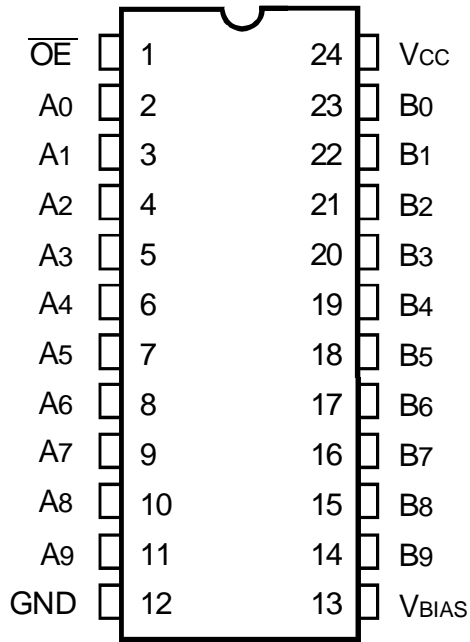 O̅E̅ 1 24 VCC
A0 2 23 B0
A1 3 22 B1
A2 4 21 B2
A3 5 20 B3
A4 6 19 B4
A5 7 18 B5
A6 8 17 B6
A7 9 16 B7
A8 10 15 B8
A9 11 14 B9
GND 12 13 VBIAS